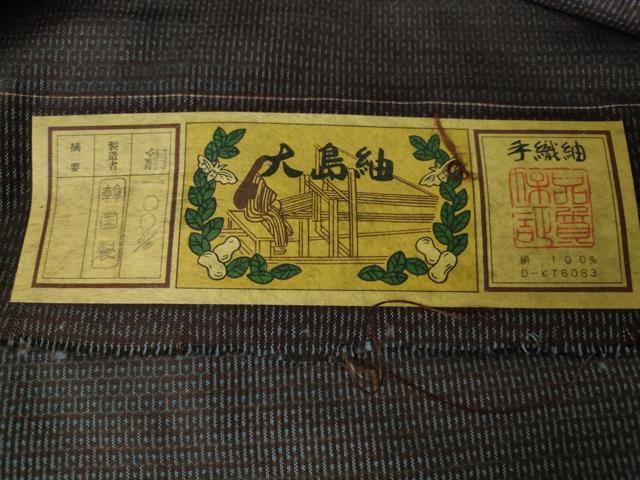 摘要
製造者
韓国製
絹一〇〇%
大島紬
手織紬
品質
保証
絹 100%
D-KT6083